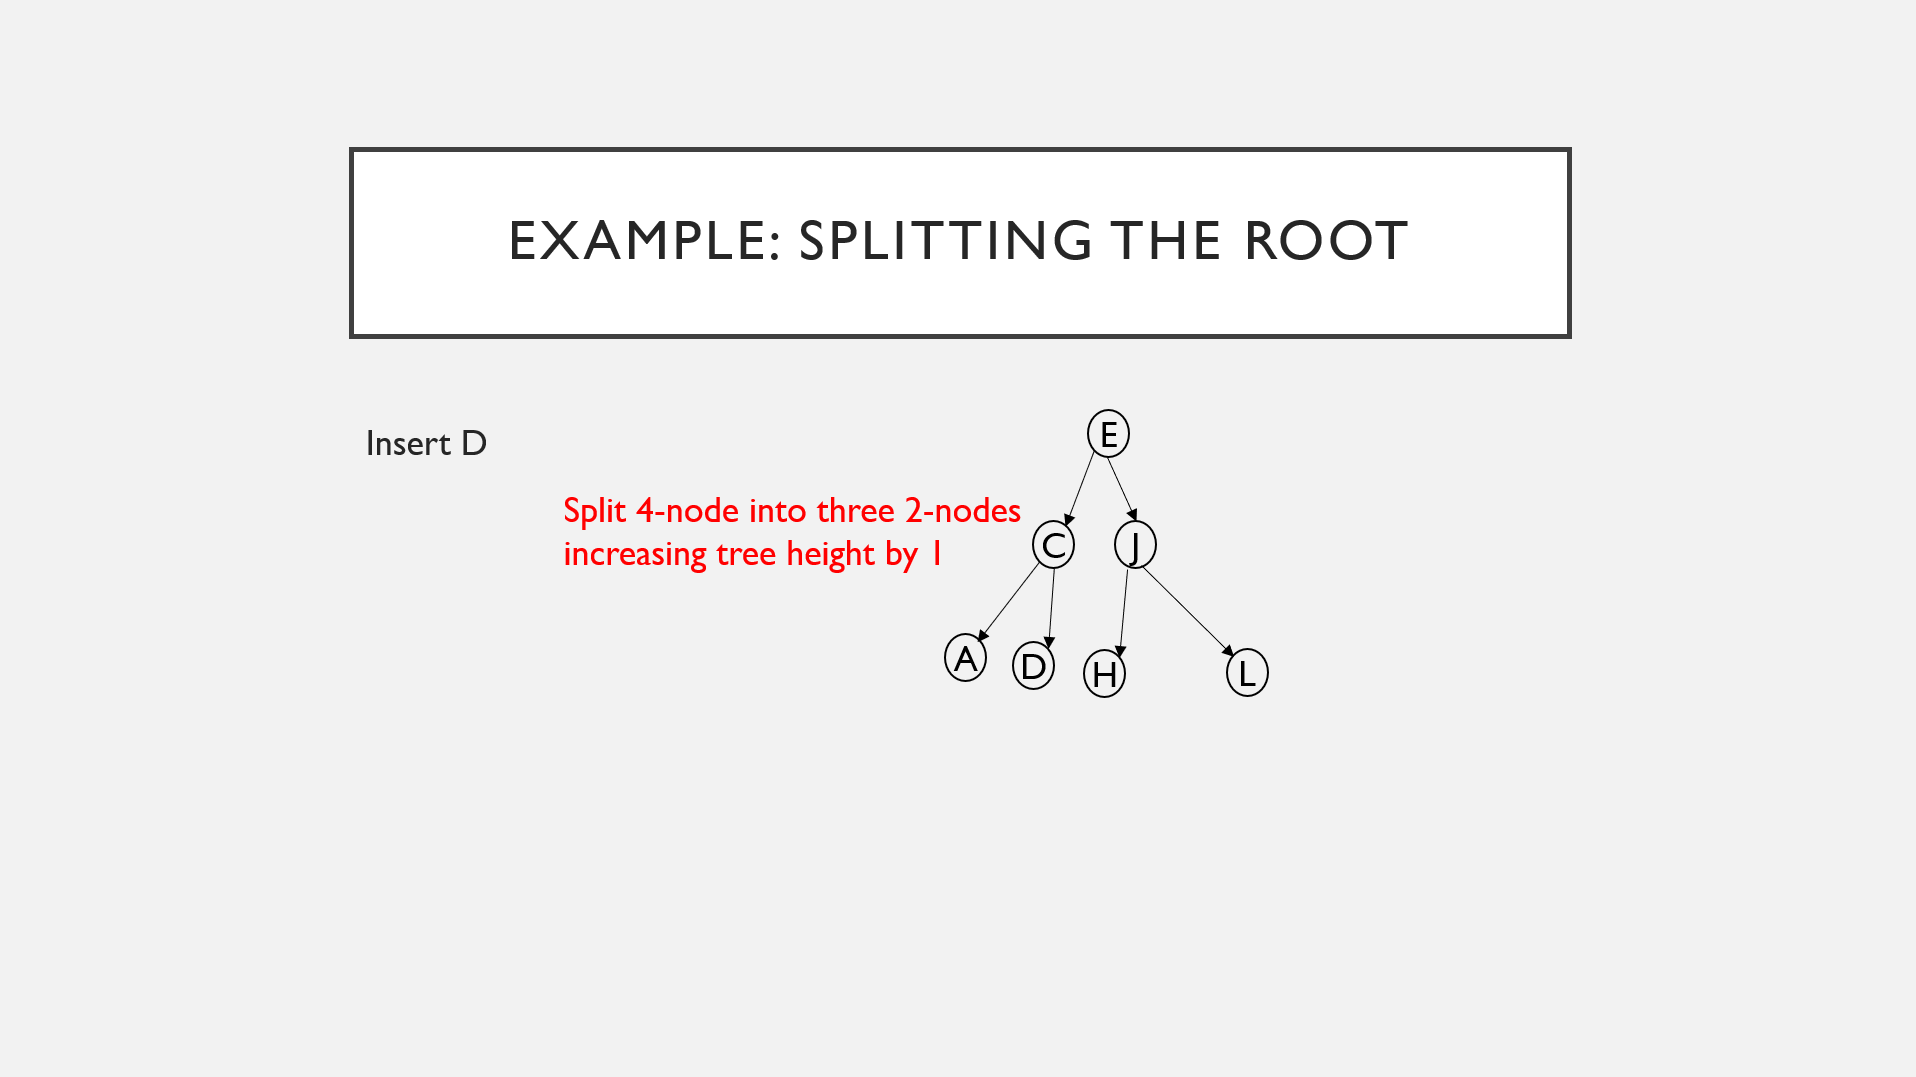 EXAMPLE: SPLITTING THE ROOT
Insert D
Split 4-node into three 2-nodes
increasing tree height by 1
E
C J
A D H L